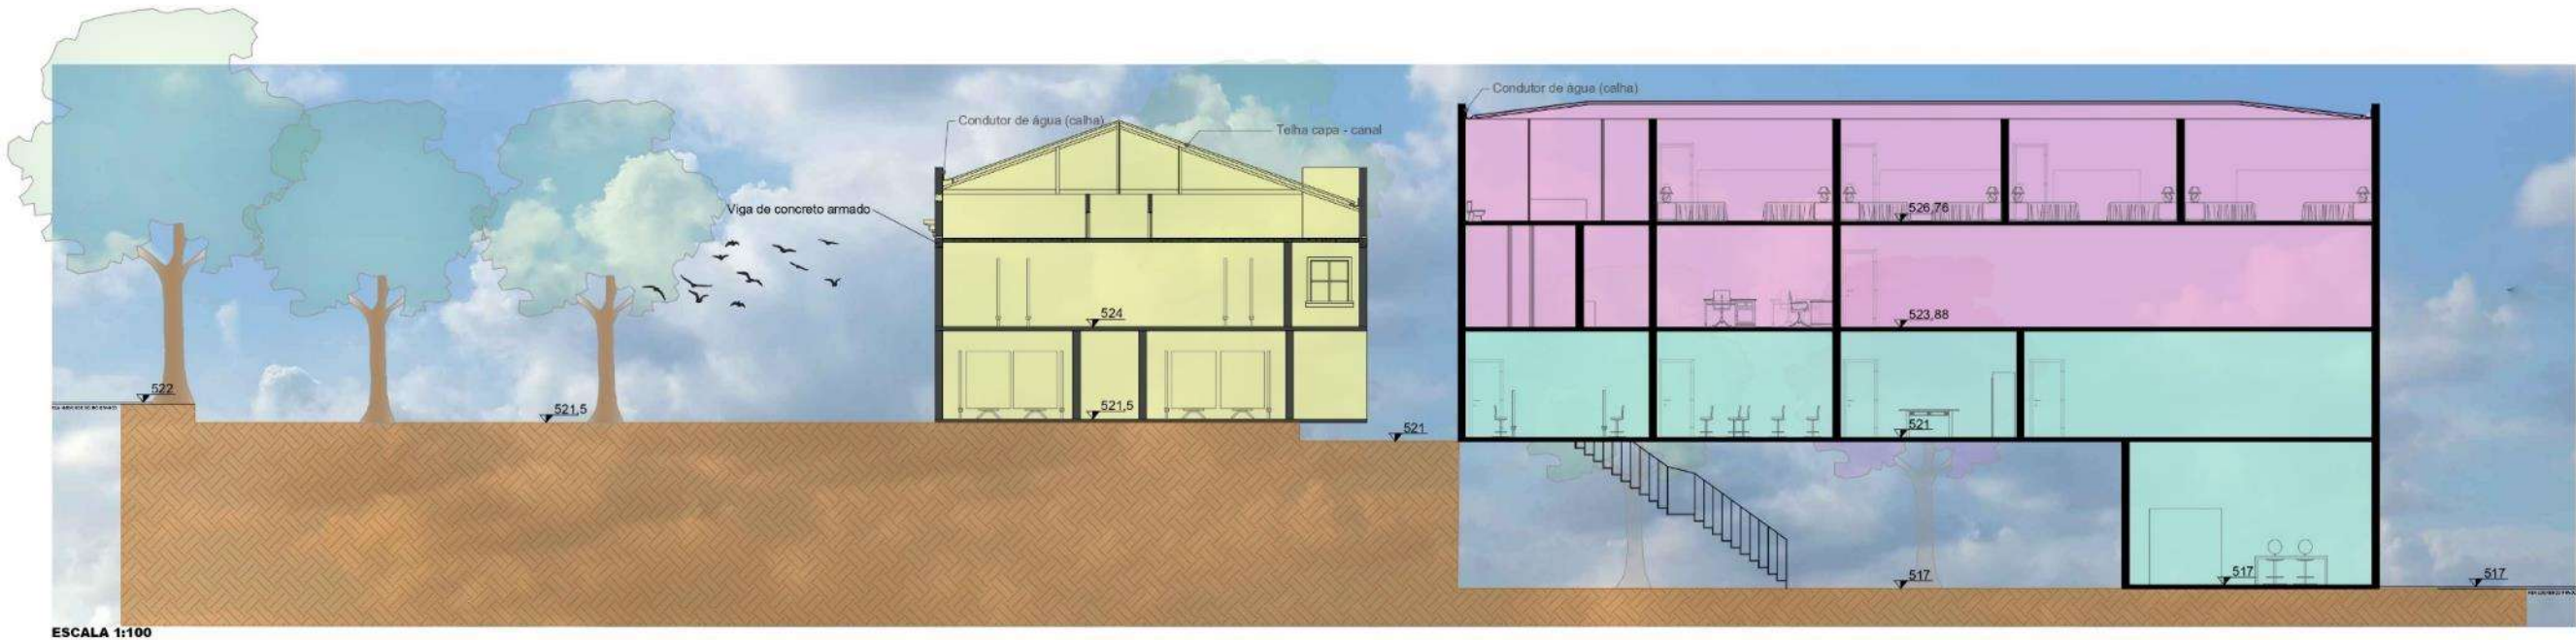 Condutor de água (calha)
Condutor de água (calha)
Telha capa - canal
Viga de concreto armado
526,76
524
523,88
522
521,5
521,5
521
521
517
517
517
ESCALA 1:100